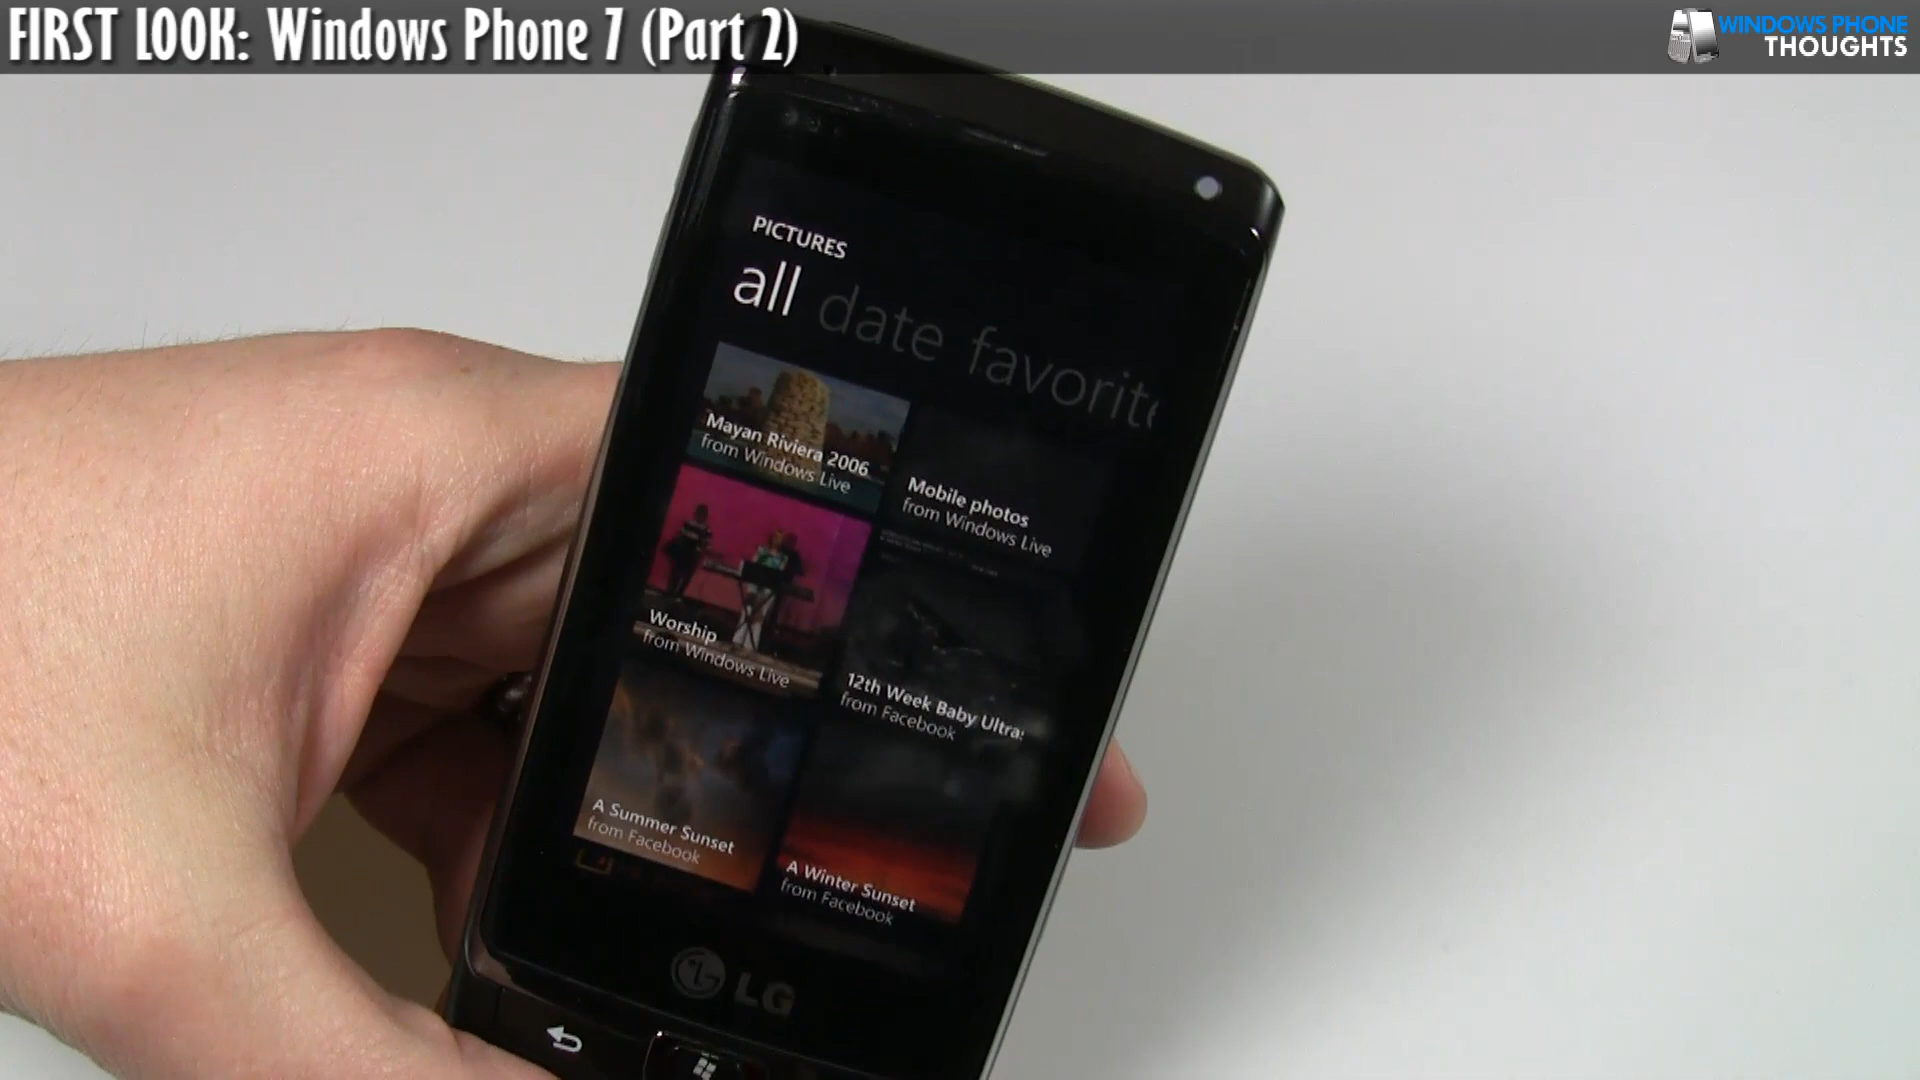 FIRST LOOK: Windows Phone 7 (Part 2)
WINDOWS PHONE
THOUGHTS
PICTURES
all date favorite
Mayan Riviera 2006
from Windows Live
Mobile photos
from Windows Live
Worship
from Windows Live
12th Week Baby Ultra
from Facebook
A Summer Sunset
from Facebook
A Winter Sunset
from Facebook
LG